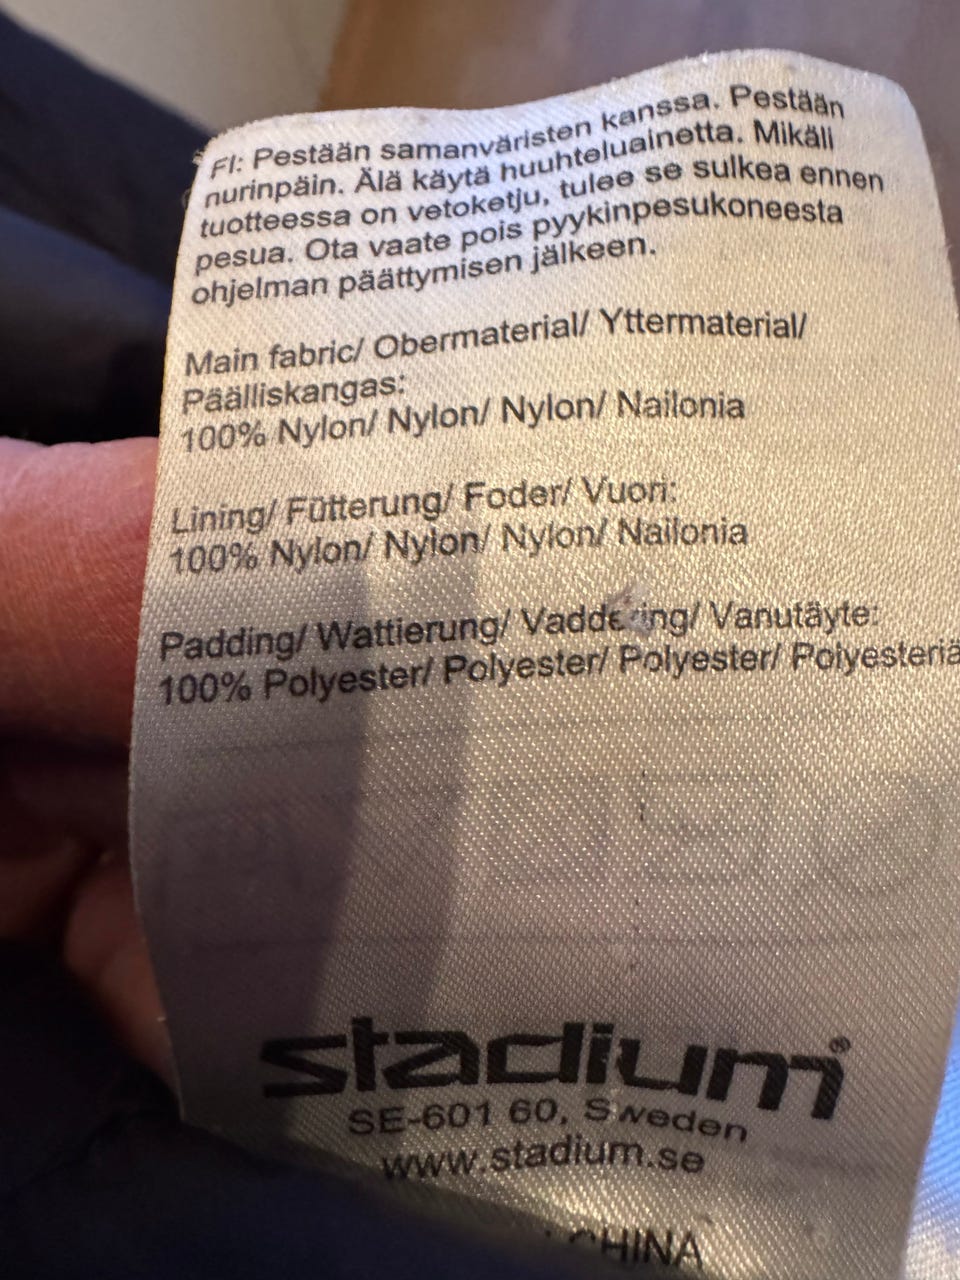 FI: Pestään samanväristen kanssa. Pestään
nurinpäin. Älä käytä huuhteluainetta. Mikäli
tuotteessa on vetoketju, tulee se sulkea ennen
pesua. Ota vaate pois pyykinpesukoneesta
ohjelman päättymisen jälkeen.
Main fabric/ Obermaterial/ Yttermaterial/
Päälliskangas:
100% Nylon/ Nylon/ Nylon/ Nailonia
Lining/ Fütterung/ Foder/ Vuori:
100% Nylon/ Nylon/ Nylon/ Nailonia
Padding/ Wattierung/ Vaddering/ Vanutäyte:
100% Polyester/ Polyester/ Polyester/ Polyesteriä
stadium®
SE-601 60, Sweden
www.stadium.se
CHINA